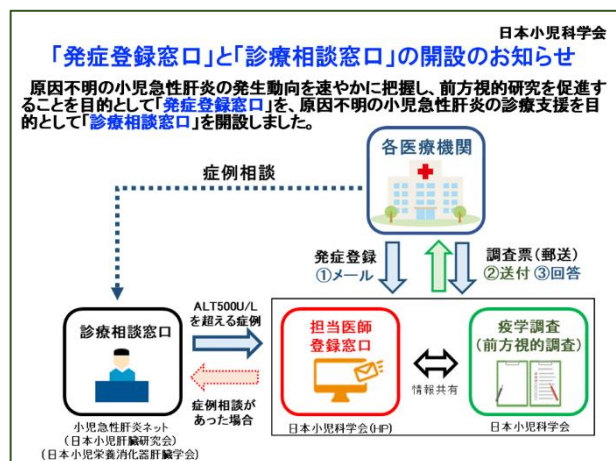 日本小児科学会
「発症登録窓口」と「診療相談窓口」の開設のお知らせ
原因不明の小児急性肝炎の発生動向を速やかに把握し、前方視的研究を促進す
ることを目的として「発症登録窓口」を、原因不明の小児急性肝炎の診療支援を目
的として「診療相談窓口」を開設しました。
各医療機関
症例相談
発症登録
①メール
調査票(郵送)
②送付 ③回答
ALT500U/L
を超える症例
診療相談窓口
担当医師
登録窓口
疫学調査
(前方視的調査)
情報共有
症例相談が
あった場合
小児急性肝炎ネット
(日本小児肝臓研究会)
(日本小児栄養消化器肝臓学会)
日本小児科学会(HP)
日本小児科学会